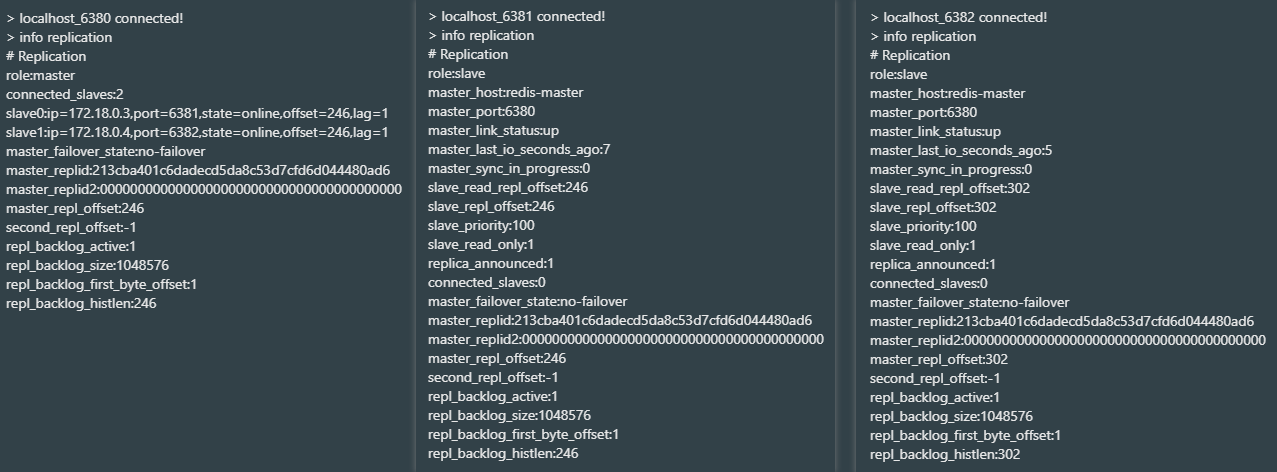 > localhost_6380 connected!
> info replication
# Replication
role:master
connected_slaves:2
slave0:ip=172.18.0.3,port=6381,state=online,offset=246,lag=1
slave1:ip=172.18.0.4,port=6382,state=online,offset=246,lag=1
master_failover_state:no-failover
master_replid:213cba401c6dadecd5da8c53d7cfd6d044480ad6
master_replid2:0000000000000000000000000000000000000000
master_repl_offset:246
second_repl_offset:-1
repl_backlog_active:1
repl_backlog_size:1048576
repl_backlog_first_byte_offset:1
repl_backlog_histlen:246
> localhost_6381 connected!
> info replication
# Replication
role:slave
master_host:redis-master
master_port:6380
master_link_status:up
master_last_io_seconds_ago:7
master_sync_in_progress:0
slave_read_repl_offset:246
slave_repl_offset:246
slave_priority:100
slave_read_only:1
replica_announced:1
connected_slaves:0
master_failover_state:no-failover
master_replid:213cba401c6dadecd5da8c53d7cfd6d044480ad6
master_replid2:0000000000000000000000000000000000000000
master_repl_offset:246
second_repl_offset:-1
repl_backlog_active:1
repl_backlog_size:1048576
repl_backlog_first_byte_offset:1
repl_backlog_histlen:246
> localhost_6382 connected!
> info replication
# Replication
role:slave
master_host:redis-master
master_port:6380
master_link_status:up
master_last_io_seconds_ago:5
master_sync_in_progress:0
slave_read_repl_offset:302
slave_repl_offset:302
slave_priority:100
slave_read_only:1
replica_announced:1
connected_slaves:0
master_failover_state:no-failover
master_replid:213cba401c6dadecd5da8c53d7cfd6d044480ad6
master_replid2:0000000000000000000000000000000000000000
master_repl_offset:302
second_repl_offset:-1
repl_backlog_active:1
repl_backlog_size:1048576
repl_backlog_first_byte_offset:1
repl_backlog_histlen:302